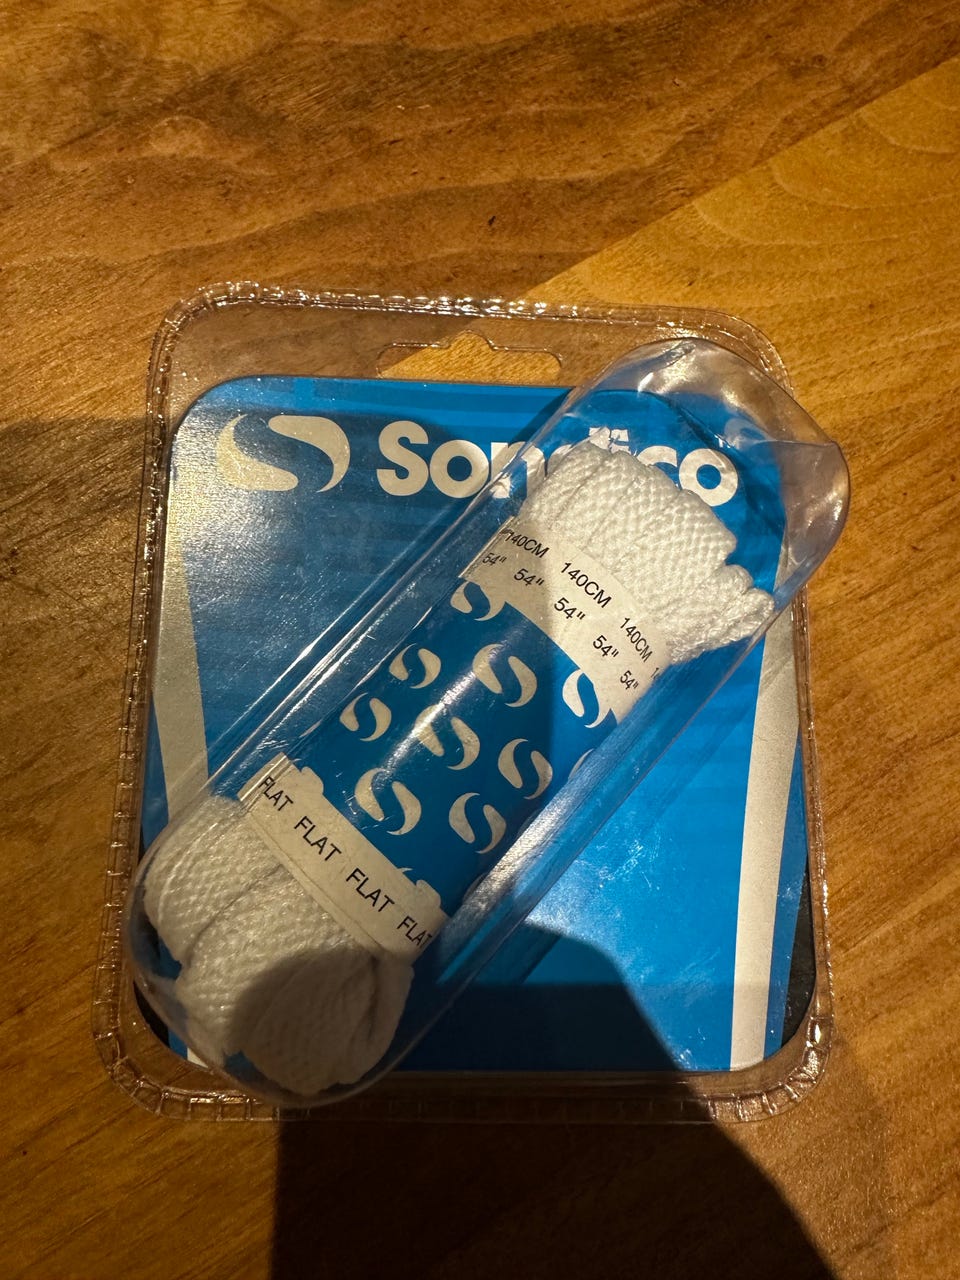 Sondico
140CM 140CM 140CM
54" 54" 54" 54" 54"
FLAT FLAT FLAT FLAT